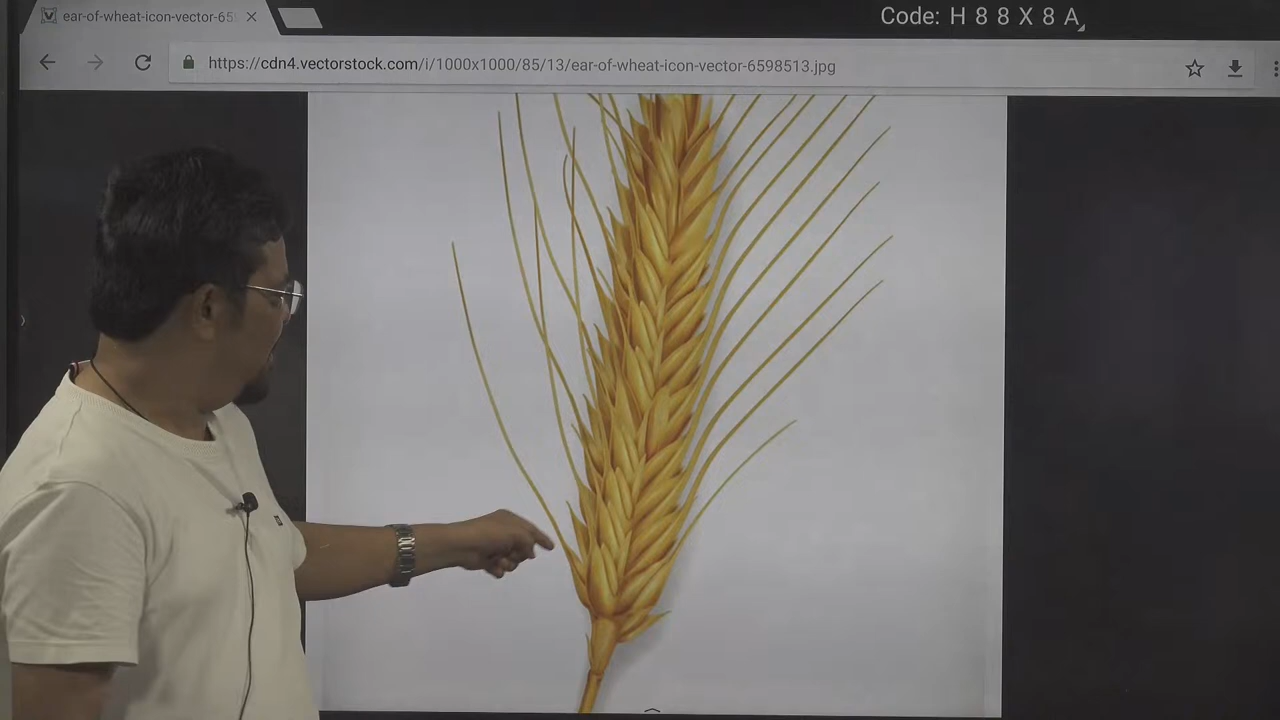 ear-of-wheat-icon-vector-65
Code: H 8 8 X 8 A
https://cdn4.vectorstock.com/i/1000x1000/85/13/ear-of-wheat-icon-vector-6598513.jpg